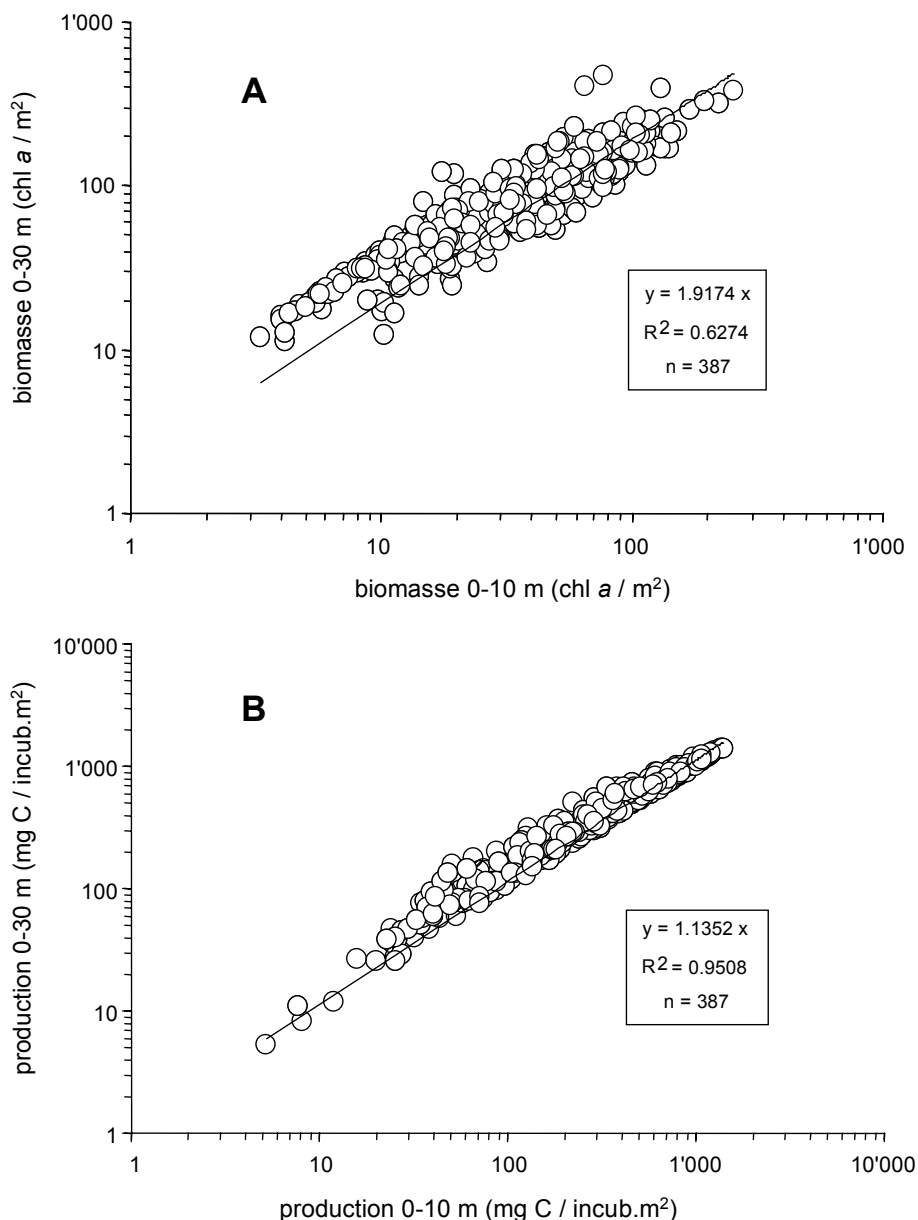 1'000
A
biomasse 0-30 m (chl a / m²)
100
y = 1.9174 x
R² = 0.6274
n = 387
10
1
1 10 100 1'000
biomasse 0-10 m (chl a / m²)
10'000
B
production 0-30 m (mg C / incub.m²)
1'000
100
y = 1.1352 x
R² = 0.9508
n = 387
10
1
1 10 100 1'000 10'000
production 0-10 m (mg C / incub.m²)